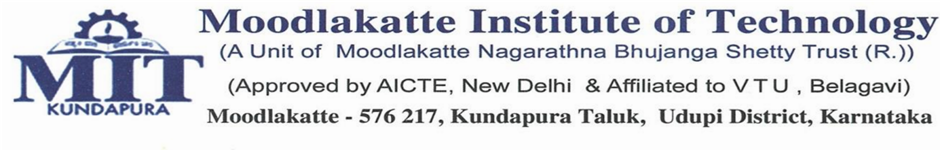 Moodlakatte Institute of Technology
(A Unit of Moodlakatte Nagarathna Bhujanga Shetty Trust (R.))
MIT
KUNDAPURA
(Approved by AICTE, New Delhi & Affiliated to V T U , Belagavi)
Moodlakatte - 576 217, Kundapura Taluk, Udupi District, Karnataka